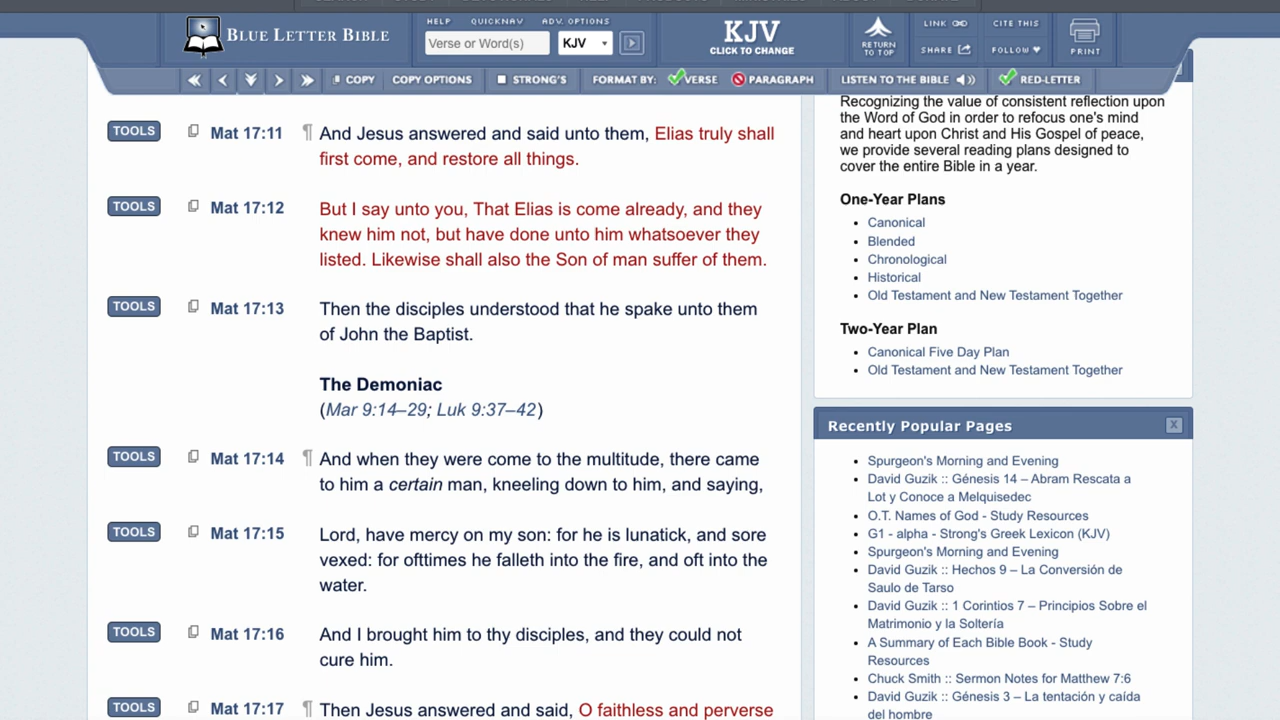 BLUE LETTER BIBLE
HELP QUICKNAV ADV. OPTIONS
Verse or Word(s) KJV
KJV
CLICK TO CHANGE
RETURN
TO TOP
LINK
SHARE
CITE THIS
FOLLOW
PRINT
COPY COPY OPTIONS STRONG'S FORMAT BY: VERSE PARAGRAPH LISTEN TO THE BIBLE RED-LETTER
TOOLS Mat 17:11 ¶ And Jesus answered and said unto them, Elias truly shall
first come, and restore all things.
TOOLS Mat 17:12 But I say unto you, That Elias is come already, and they
knew him not, but have done unto him whatsoever they
listed. Likewise shall also the Son of man suffer of them.
TOOLS Mat 17:13 Then the disciples understood that he spake unto them
of John the Baptist.
The Demoniac
(Mar 9:14–29; Luk 9:37–42)
TOOLS Mat 17:14 ¶ And when they were come to the multitude, there came
to him a certain man, kneeling down to him, and saying,
TOOLS Mat 17:15 Lord, have mercy on my son: for he is lunatick, and sore
vexed: for ofttimes he falleth into the fire, and oft into the
water.
TOOLS Mat 17:16 And I brought him to thy disciples, and they could not
cure him.
TOOLS Mat 17:17 ¶ Then Jesus answered and said, O faithless and perverse
Recognizing the value of consistent reflection upon
the Word of God in order to refocus one's mind
and heart upon Christ and His Gospel of peace,
we provide several reading plans designed to
cover the entire Bible in a year.
One-Year Plans
• Canonical
• Blended
• Chronological
• Historical
• Old Testament and New Testament Together
Two-Year Plan
• Canonical Five Day Plan
• Old Testament and New Testament Together
Recently Popular Pages X
• Spurgeon's Morning and Evening
• David Guzik :: Génesis 14 – Abram Rescata a
Lot y Conoce a Melquisedec
• O.T. Names of God - Study Resources
• G1 - alpha - Strong's Greek Lexicon (KJV)
• Spurgeon's Morning and Evening
• David Guzik :: Hechos 9 – La Conversión de
Saulo de Tarso
• David Guzik :: 1 Corintios 7 – Principios Sobre el
Matrimonio y la Soltería
• A Summary of Each Bible Book - Study
Resources
• Chuck Smith :: Sermon Notes for Matthew 7:6
• David Guzik :: Génesis 3 – La tentación y caída
del hombre